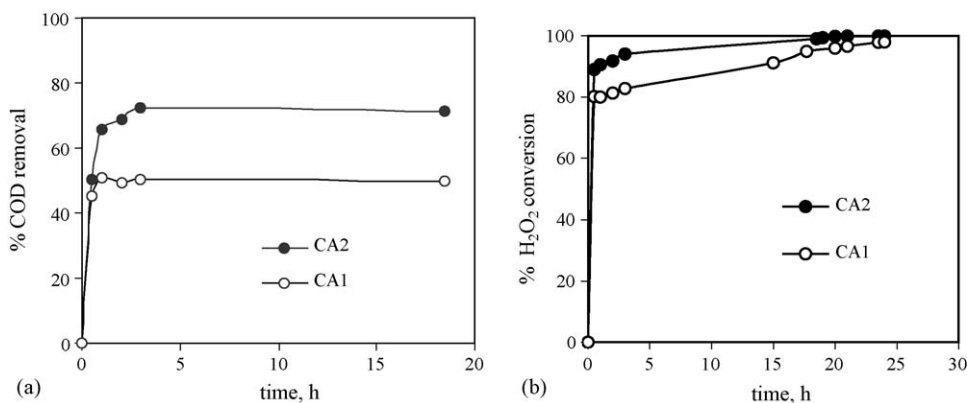 100
80
60
40
20
0
% COD removal
CA2
CA1
0 5 10 15 20
time, h
(a)
100
80
60
40
20
0
% H₂O₂ conversion
CA2
CA1
0 5 10 15 20 25 30
time, h
(b)